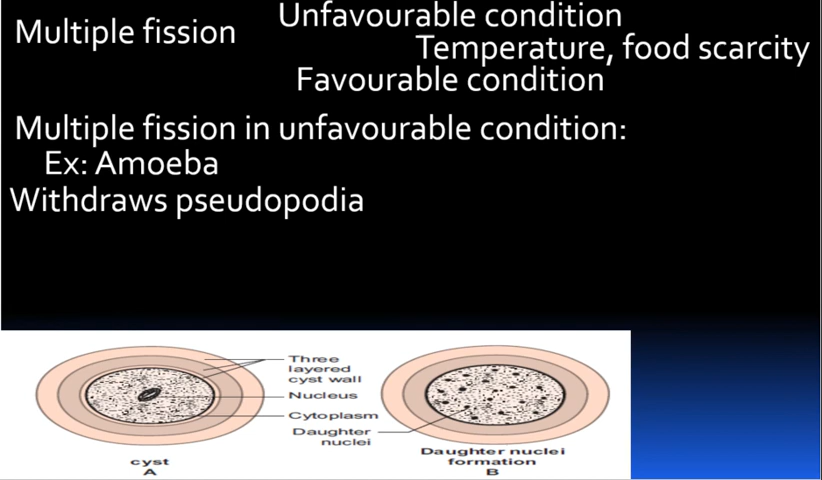 Multiple fission
Unfavourable condition
Temperature, food scarcity
Favourable condition
Multiple fission in unfavourable condition:
Ex: Amoeba
Withdraws pseudopodia
Three
layered
cyst wall
Nucleus
Cytoplasm
Daughter
nuclei
cyst
A
Daughter nuclei
formation
B